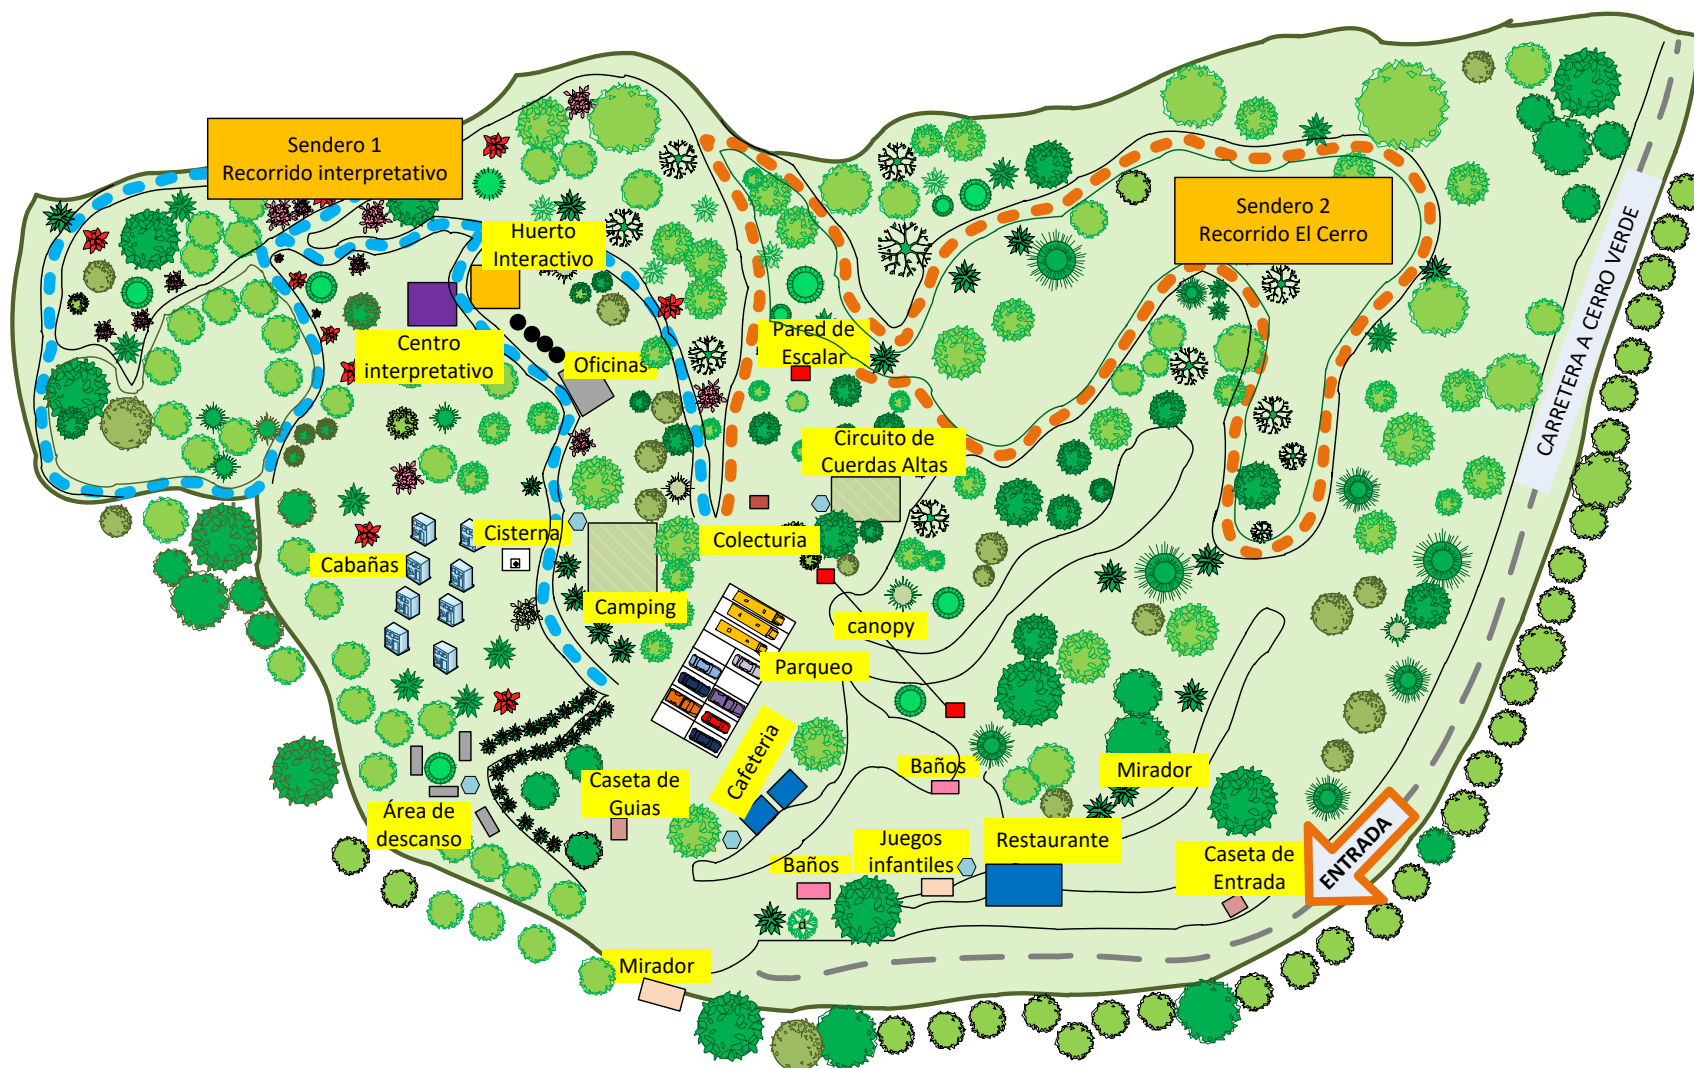 Sendero 1
Recorrido interpretativo
Huerto
Interactivo
Sendero 2
Recorrido El Cerro
CARRETERA A CERRO VERDE
Centro
interpretativo
Oficinas
Pared de
Escalar
Circuito de
Cuerdas Altas
Cisterna
Colecturia
Cabañas
Camping
canopy
Parqueo
Cafeteria
Baños
Mirador
Caseta de
Guias
Área de
descanso
Juegos
infantiles
Restaurante
ENTRADA
Baños
Caseta de
Entrada
d
Mirador